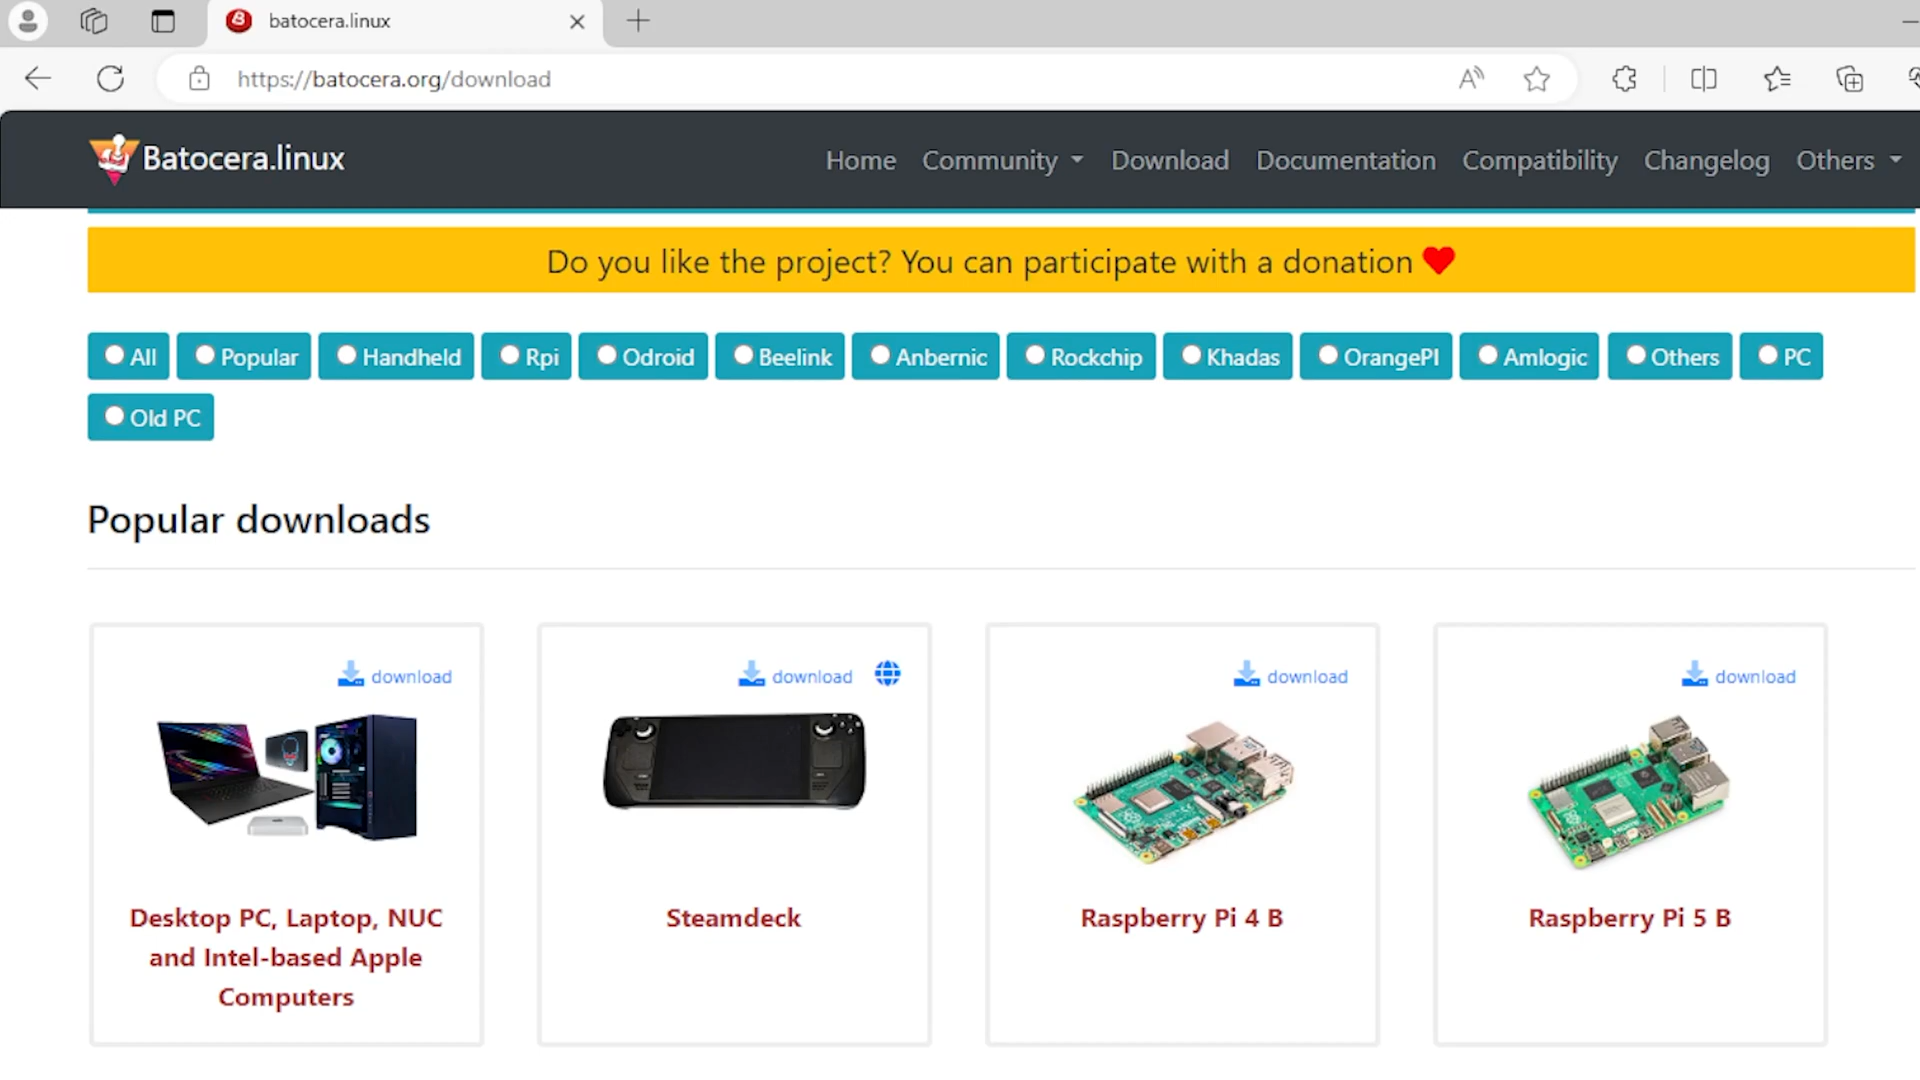 batocera.linux
https://batocera.org/download
Batocera.linux
Home Community Download Documentation Compatibility Changelog Others
Do you like the project? You can participate with a donation
All Popular Handheld Rpi Odroid Beelink Anbernic Rockchip Khadas OrangePI Amlogic Others PC
Old PC
Popular downloads
download download download download
Desktop PC, Laptop, NUC
and Intel-based Apple
Computers
Steamdeck
Raspberry Pi 4 B
Raspberry Pi 5 B